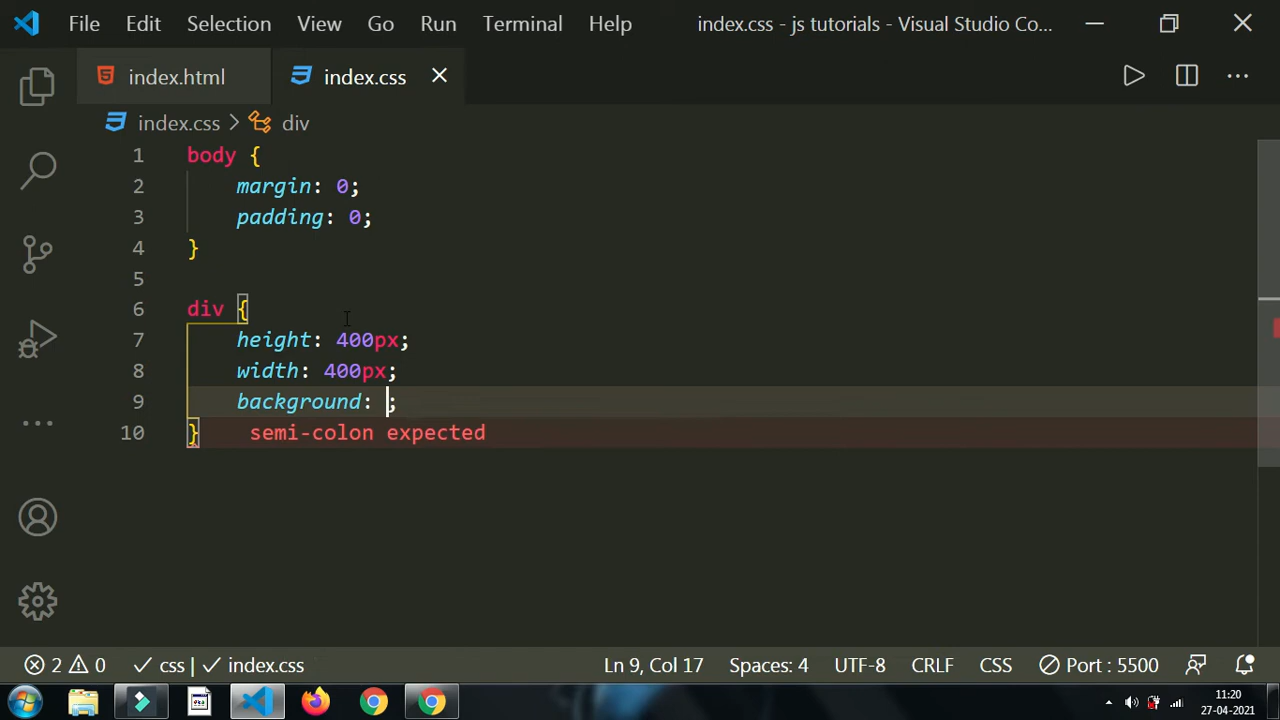 File Edit Selection View Go Run Terminal Help index.css - js tutorials - Visual Studio Co...
index.html index.css
index.css > div
1 body {
2 margin: 0;
3 padding: 0;
4 }
5
6 div {
7 height: 400px;
8 width: 400px;
9 background: ;
10 } semi-colon expected
2 0 css | index.css Ln 9, Col 17 Spaces: 4 UTF-8 CRLF CSS Port : 5500
11:20
27-04-2021